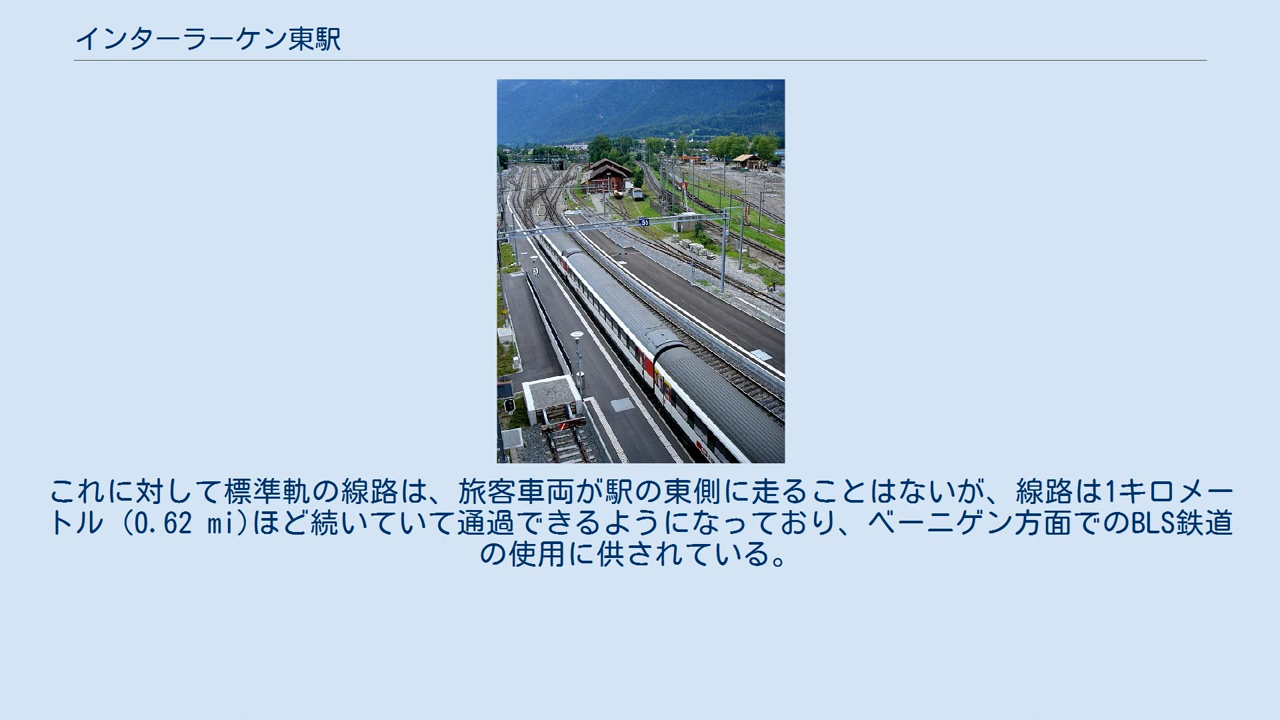 インターラーケン東駅
これに対して標準軌の線路は、旅客車両が駅の東側に走ることはないが、線路は1キロメー
トル (0.62 mi)ほど続いていて通過できるようになっており、ベーニゲン方面でのBLS鉄道
の使用に供されている。